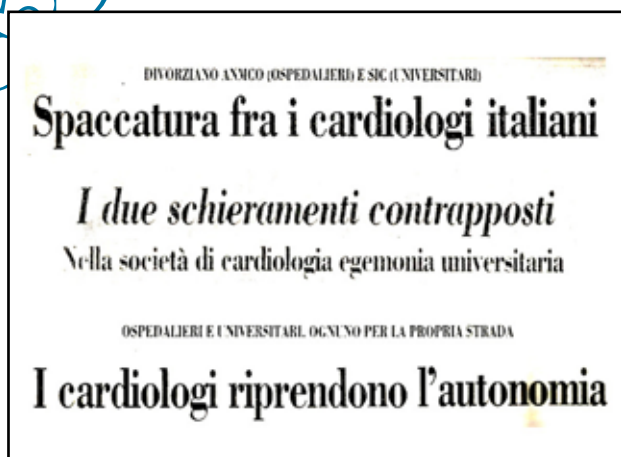 DIVORZIANO ANMCO (OSPEDALIERI) E SIC (UNIVERSITARI)
Spaccatura fra i cardiologi italiani
I due schieramenti contrapposti
Nella società di cardiologia egemonia universitaria
OSPEDALIERI E UNIVERSITARI, OGNUNO PER LA PROPRIA STRADA
I cardiologi riprendono l'autonomia